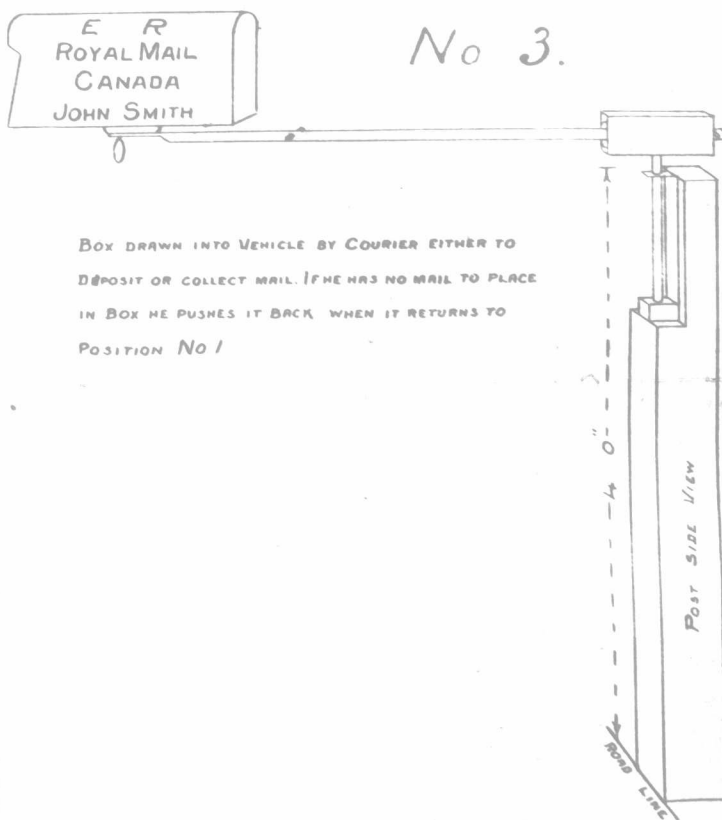 E R
ROYAL MAIL
CANADA
JOHN SMITH
No 3.
BOX DRAWN INTO VEHICLE BY COURIER EITHER TO
DEPOSIT OR COLLECT MAIL. IF HE HAS NO MAIL TO PLACE
IN BOX HE PUSHES IT BACK WHEN IT RETURNS TO
POSITION No 1
4 0"
POST SIDE VIEW
ROAD LINE